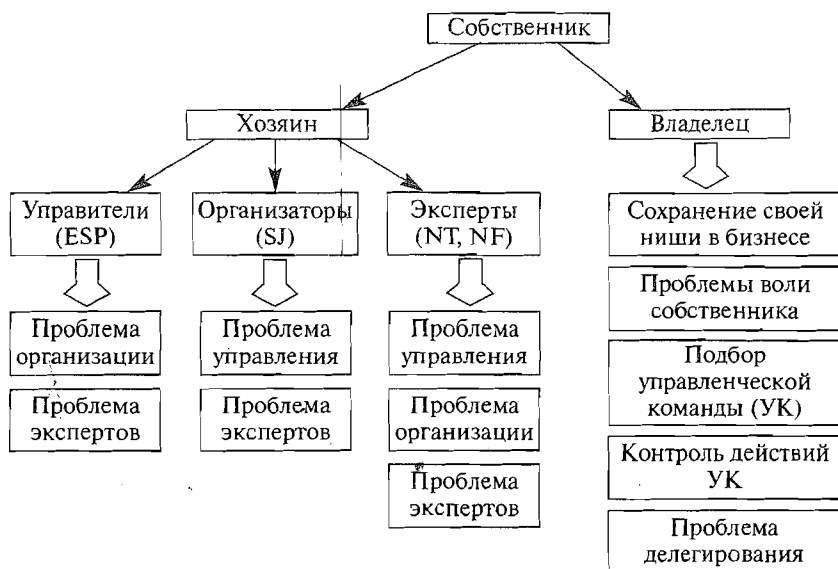 Собственник
Хозяин
Владелец
Управители
(ESP)
Организаторы
(SJ)
Эксперты
(NT, NF)
Сохранение своей
ниши в бизнесе
Проблема
организации
Проблема
экспертов
Проблема
управления
Проблема
экспертов
Проблема
управления
Проблема
организации
Проблема
экспертов
Проблемы воли
собственника
Подбор
управленческой
команды (УК)
Контроль действий
УК
Проблема
делегирования